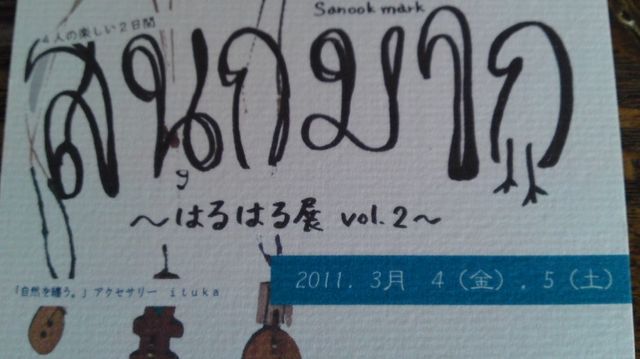 Sanook mark
4人の楽しい2日間
สนุกมาก
～はるはる展 vol.2～
2011. 3月 4（金）. 5（土）
「自然を纏う。」アクセサリー ituka